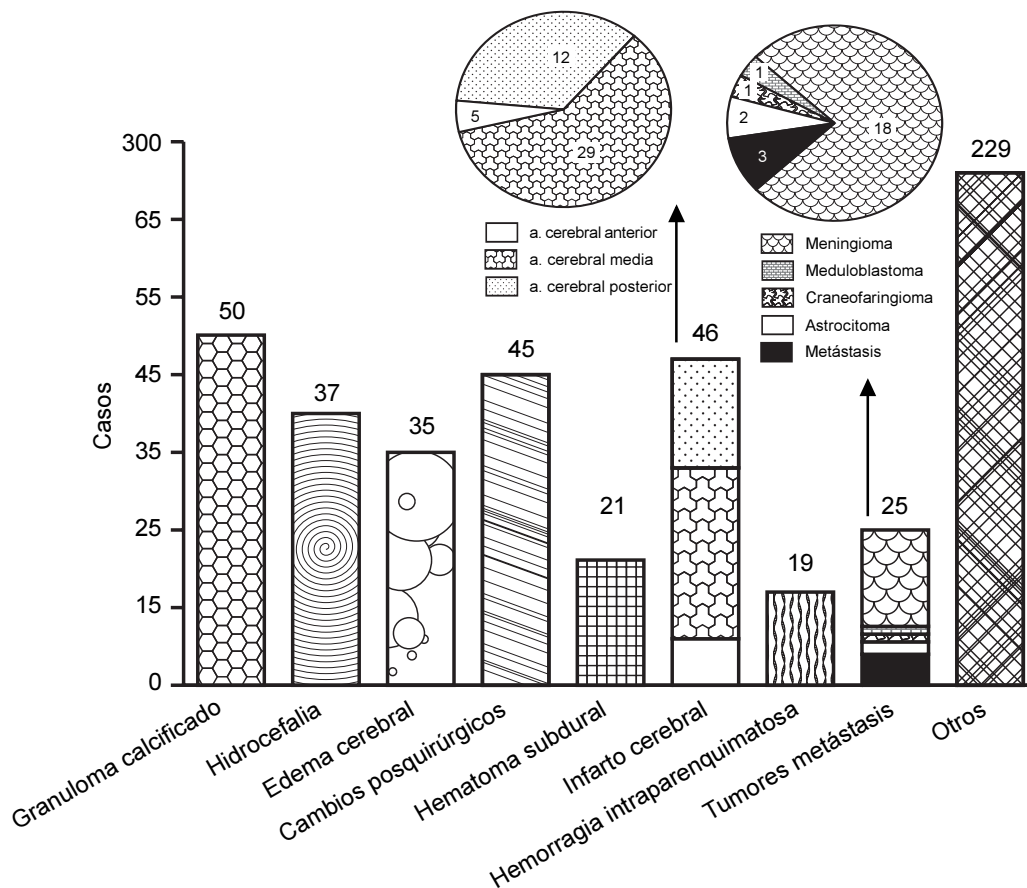 12
5
29
1
1
2
3
18
a. cerebral anterior
a. cerebral media
a. cerebral posterior
Meningioma
Meduloblastoma
Craneofaringioma
Astrocitoma
Metástasis
Casos
300
65
55
45
35
25
15
0
50
37
35
45
21
46
19
25
229
Granuloma calcificado
Hidrocefalia
Edema cerebral
Cambios posquirúrgicos
Hematoma subdural
Infarto cerebral
Hemorragia intraparenquimatosa
Tumores metástasis
Otros